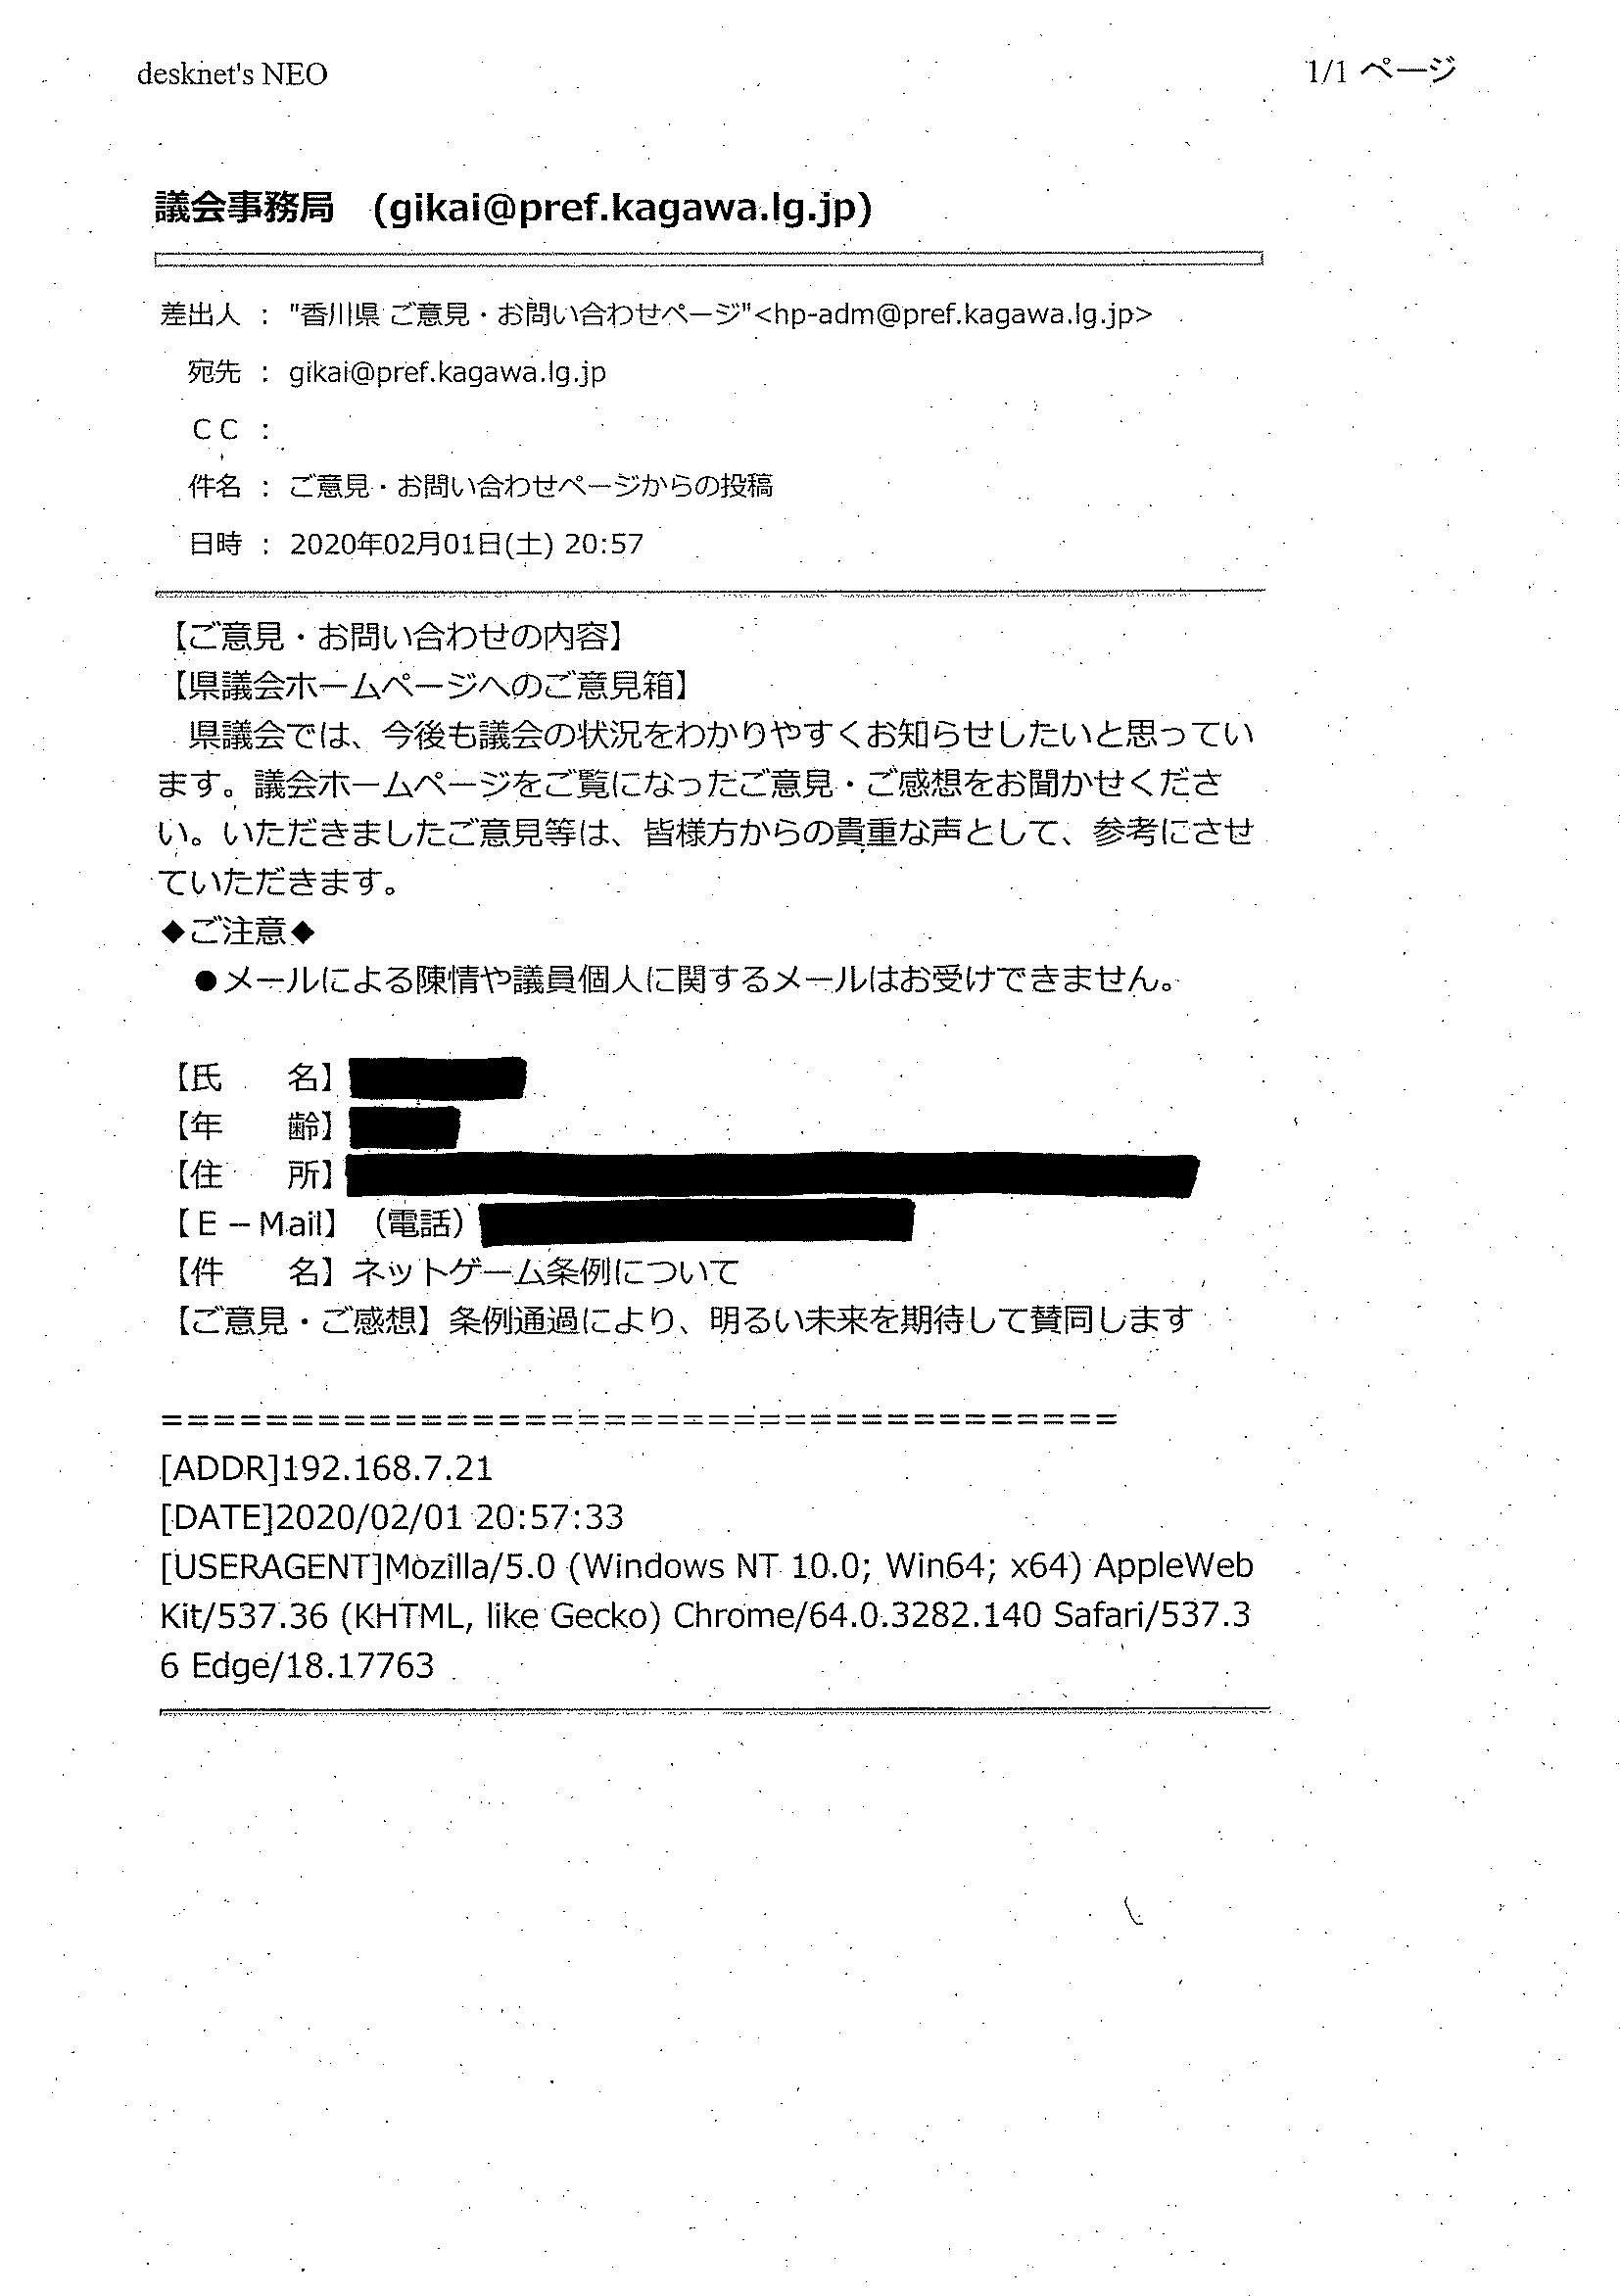 desknet's NEO
1/1 ページ
議会事務局　(gikai@pref.kagawa.lg.jp)
差出人 : "香川県 ご意見・お問い合わせページ"<hp-adm@pref.kagawa.lg.jp>
宛先 : gikai@pref.kagawa.lg.jp
ＣＣ :
件名 : ご意見・お問い合わせページからの投稿
日時 : 2020年02月01日(土) 20:57
【ご意見・お問い合わせの内容】
【県議会ホームページへのご意見箱】
　県議会では、今後も議会の状況をわかりやすくお知らせしたいと思ってい
ます。議会ホームページをご覧になったご意見・ご感想をお聞かせくださ
い。いただきましたご意見等は、皆様方からの貴重な声として、参考にさせ
ていただきます。
◆ご注意◆
　●メールによる陳情や議員個人に関するメールはお受けできません。
【氏　　名】
【年　　齢】
【住　　所】
【Ｅ－Mail】（電話）
【件　　名】ネットゲーム条例について
【ご意見・ご感想】条例通過により、明るい未来を期待して賛同します
=====================================
[ADDR]192.168.7.21
[DATE]2020/02/01 20:57:33
[USERAGENT]Mozilla/5.0 (Windows NT 10.0; Win64; x64) AppleWeb
Kit/537.36 (KHTML, like Gecko) Chrome/64.0.3282.140 Safari/537.3
6 Edge/18.17763